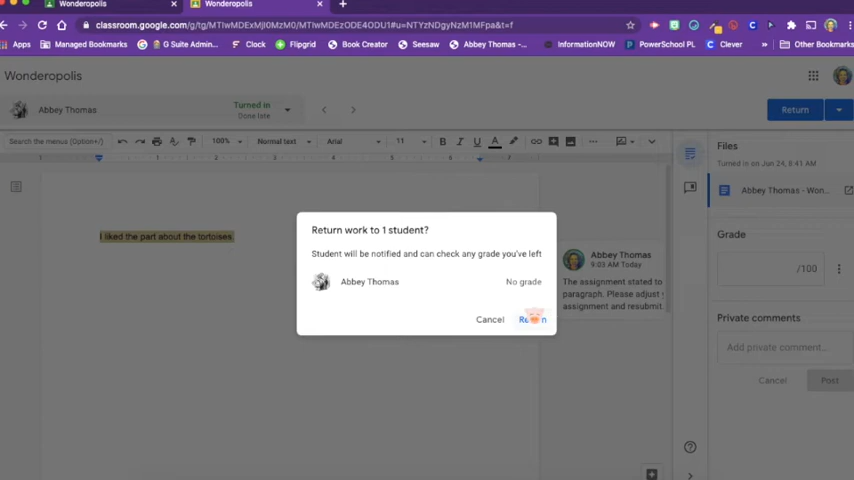 Wonderopolis
Wonderopolis
classroom.google.com/g/tg/MTIwMDExMjI0MzM0/MTIwMDEzODE4ODU1#u=NTYzNDgyNzM1MFpa&t=f
Apps
Managed Bookmarks
G Suite Admin...
Clock
Flipgrid
Book Creator
Seesaw
Abbey Thomas -...
InformationNOW
PowerSchool PL
Clever
»
Other Bookmarks
Wonderopolis
Abbey Thomas
Turned in
Done late
Return
Search the menus (Option+/)
100%
Normal text
Arial
11
B I U A
Files
Turned in on Jun 24, 8:41 AM
Abbey Thomas - Won...
I liked the part about the tortoises
Return work to 1 student?
Student will be notified and can check any grade you've left
Abbey Thomas
No grade
Cancel
Abbey Thomas
9:03 AM Today
The assignment stated to
paragraph. Please adjust
assignment and resubmit.
Grade
/100
Private comments
Add private comment...
Cancel
Post